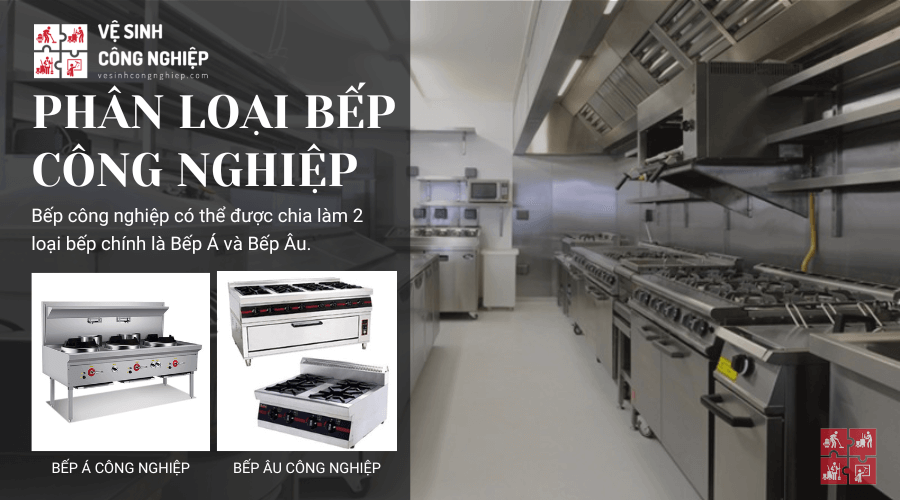 VỆ SINH
CÔNG NGHIỆP
vesinhcongnghiep.com
PHÂN LOẠI BẾP
CÔNG NGHIỆP
Bếp công nghiệp có thể được chia làm 2
loại bếp chính là Bếp Á và Bếp Âu.
BẾP Á CÔNG NGHIỆP
BẾP ÂU CÔNG NGHIỆP